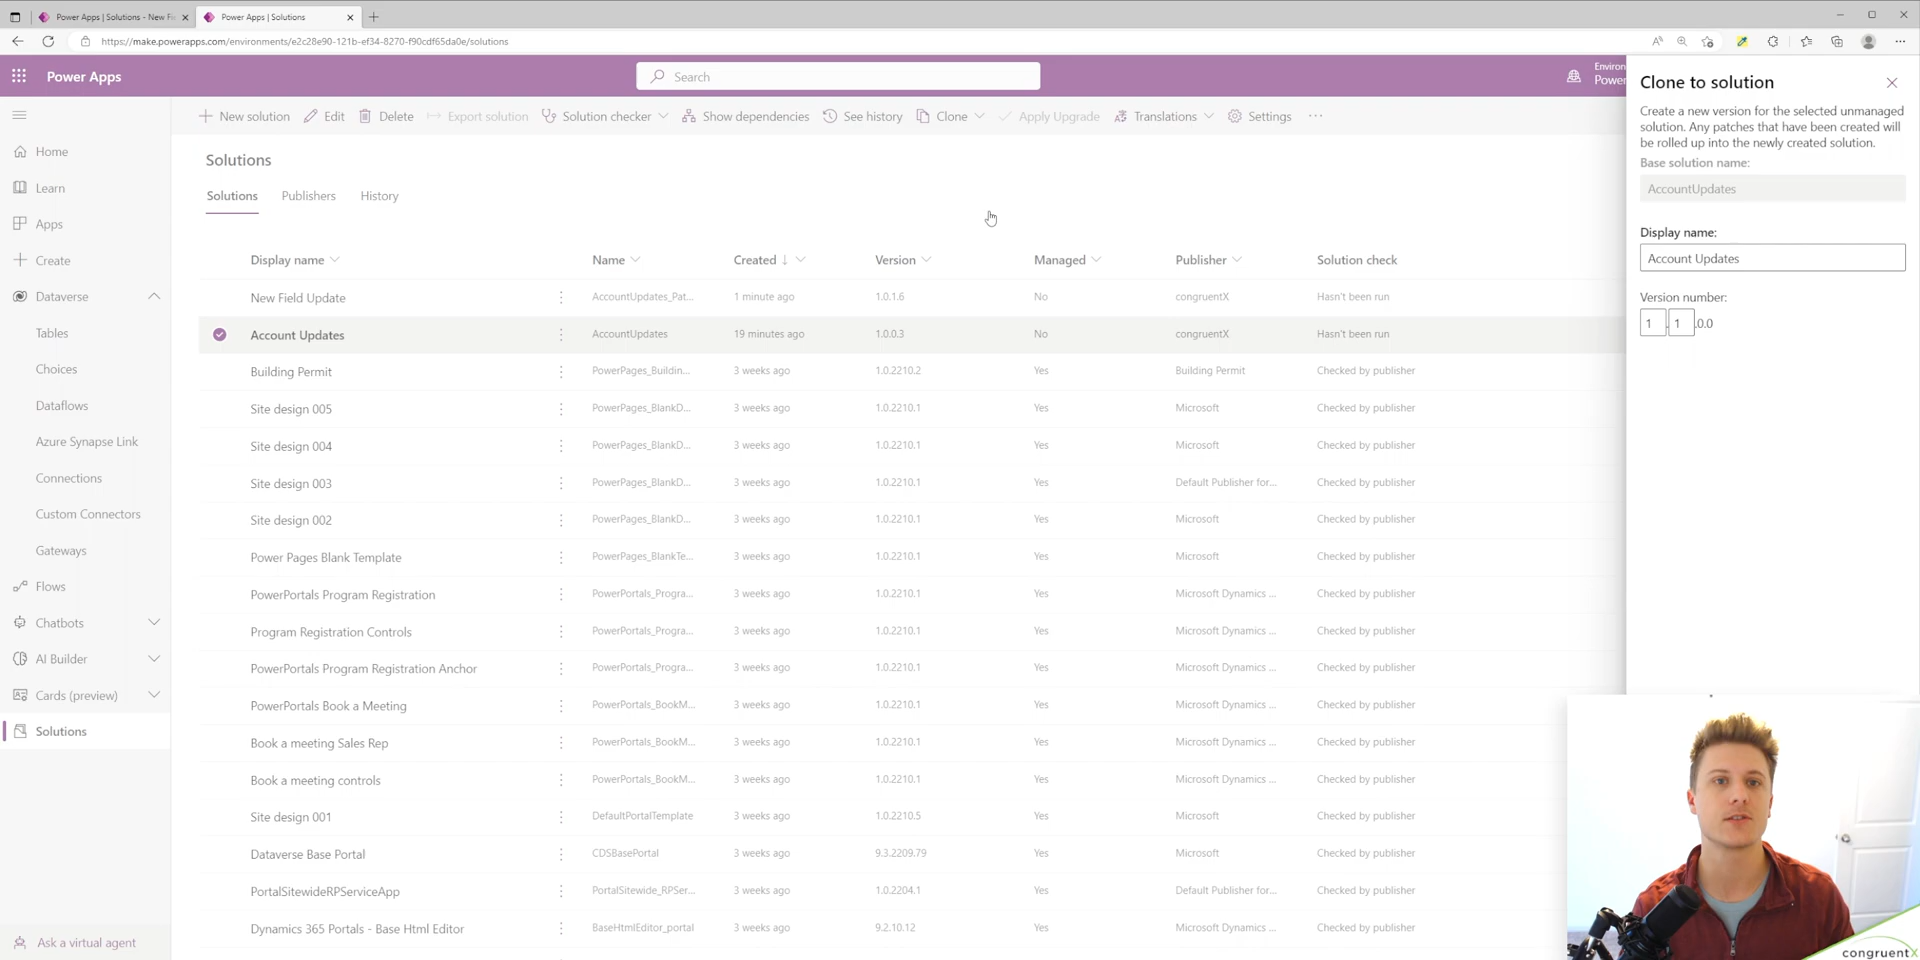 Power Apps | Solutions - New Fi
Power Apps | Solutions
https://make.powerapps.com/environments/e2c28e90-121b-ef34-8270-f90cdf65da0e/solutions
Power Apps
Search
Environ
Power
New solution
Edit
Delete
Export solution
Solution checker
Show dependencies
See history
Clone
Apply Upgrade
Translations
Settings
Home
Learn
Apps
Create
Dataverse
Tables
Choices
Dataflows
Azure Synapse Link
Connections
Custom Connectors
Gateways
Flows
Chatbots
AI Builder
Cards (preview)
Solutions
Ask a virtual agent
Solutions
Solutions Publishers History
Display name Name Created ↓ Version Managed Publisher Solution check
New Field Update AccountUpdates_Pat... 1 minute ago 1.0.1.6 No congruentX Hasn't been run
Account Updates AccountUpdates 19 minutes ago 1.0.0.3 No congruentX Hasn't been run
Building Permit PowerPages_Buildin... 3 weeks ago 1.0.2210.2 Yes Building Permit Checked by publisher
Site design 005 PowerPages_BlankD... 3 weeks ago 1.0.2210.1 Yes Microsoft Checked by publisher
Site design 004 PowerPages_BlankD... 3 weeks ago 1.0.2210.1 Yes Microsoft Checked by publisher
Site design 003 PowerPages_BlankD... 3 weeks ago 1.0.2210.1 Yes Default Publisher for... Checked by publisher
Site design 002 PowerPages_BlankD... 3 weeks ago 1.0.2210.1 Yes Microsoft Checked by publisher
Power Pages Blank Template PowerPages_BlankTe... 3 weeks ago 1.0.2210.1 Yes Microsoft Checked by publisher
PowerPortals Program Registration PowerPortals_Progra... 3 weeks ago 1.0.2210.1 Yes Microsoft Dynamics ... Checked by publisher
Program Registration Controls PowerPortals_Progra... 3 weeks ago 1.0.2210.1 Yes Microsoft Dynamics ... Checked by publisher
PowerPortals Program Registration Anchor PowerPortals_Progra... 3 weeks ago 1.0.2210.1 Yes Microsoft Dynamics ... Checked by publisher
PowerPortals Book a Meeting PowerPortals_BookM... 3 weeks ago 1.0.2210.1 Yes Microsoft Dynamics ... Checked by publisher
Book a meeting Sales Rep PowerPortals_BookM... 3 weeks ago 1.0.2210.1 Yes Microsoft Dynamics ... Checked by publisher
Book a meeting controls PowerPortals_BookM... 3 weeks ago 1.0.2210.1 Yes Microsoft Dynamics ... Checked by publisher
Site design 001 DefaultPortalTemplate 3 weeks ago 1.0.2210.5 Yes Microsoft Checked by publisher
Dataverse Base Portal CDSBasePortal 3 weeks ago 9.3.2209.79 Yes Microsoft Checked by publisher
PortalSitewideRPServiceApp PortalSitewide_RPSer... 3 weeks ago 1.0.2204.1 Yes Default Publisher for... Checked by publisher
Dynamics 365 Portals - Base Html Editor BaseHtmlEditor_portal 3 weeks ago 9.2.10.12 Yes Microsoft Dynamics ... Checked by publisher
Clone to solution
Create a new version for the selected unmanaged
solution. Any patches that have been created will
be rolled up into the newly created solution.
Base solution name:
AccountUpdates
Display name:
Account Updates
Version number:
1 . 1 .0.0
congruentX